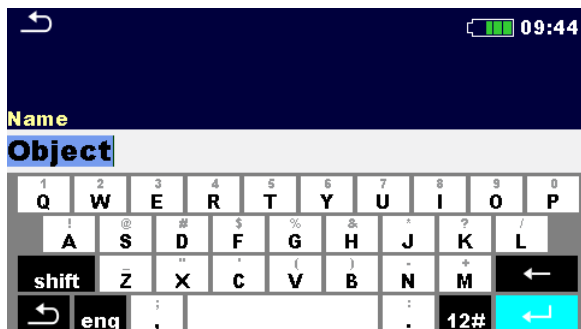 09:44
Name
Object
1 2 3 4 5 6 7 8 9 0
Q W E R T Y U I O P
! @ # $ % & * ? /
A S D F G H J K L
_ " ' ( ) - +
shift Z X C V B N M
; :
eng , . 12#